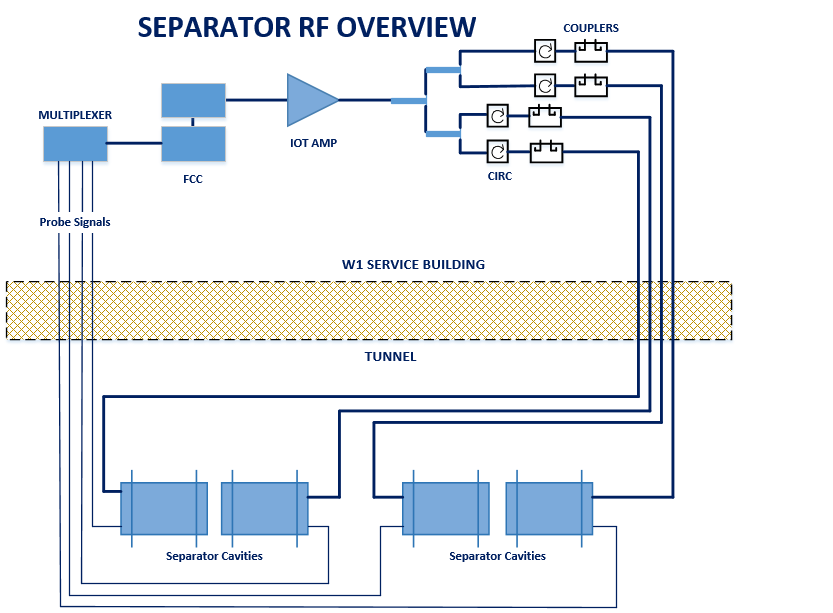 SEPARATOR RF OVERVIEW
COUPLERS
MULTIPLEXER
IOT AMP
FCC
CIRC
Probe Signals
W1 SERVICE BUILDING
TUNNEL
Separator Cavities
Separator Cavities